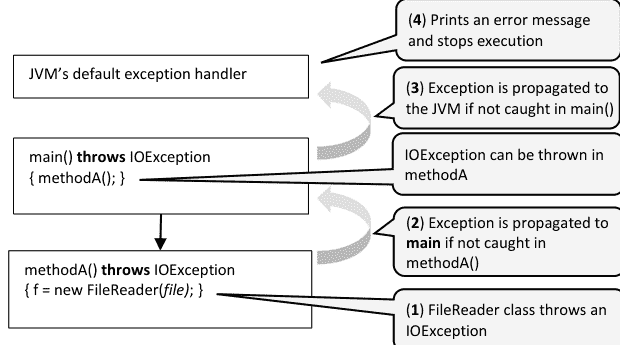 (4) Prints an error message
and stops execution
JVM's default exception handler
(3) Exception is propagated to
the JVM if not caught in main()
main() throws IOException
{ methodA(); }
IOException can be thrown in
methodA
(2) Exception is propagated to
main if not caught in
methodA()
methodA() throws IOException
{ f = new FileReader(file); }
(1) FileReader class throws an
IOException